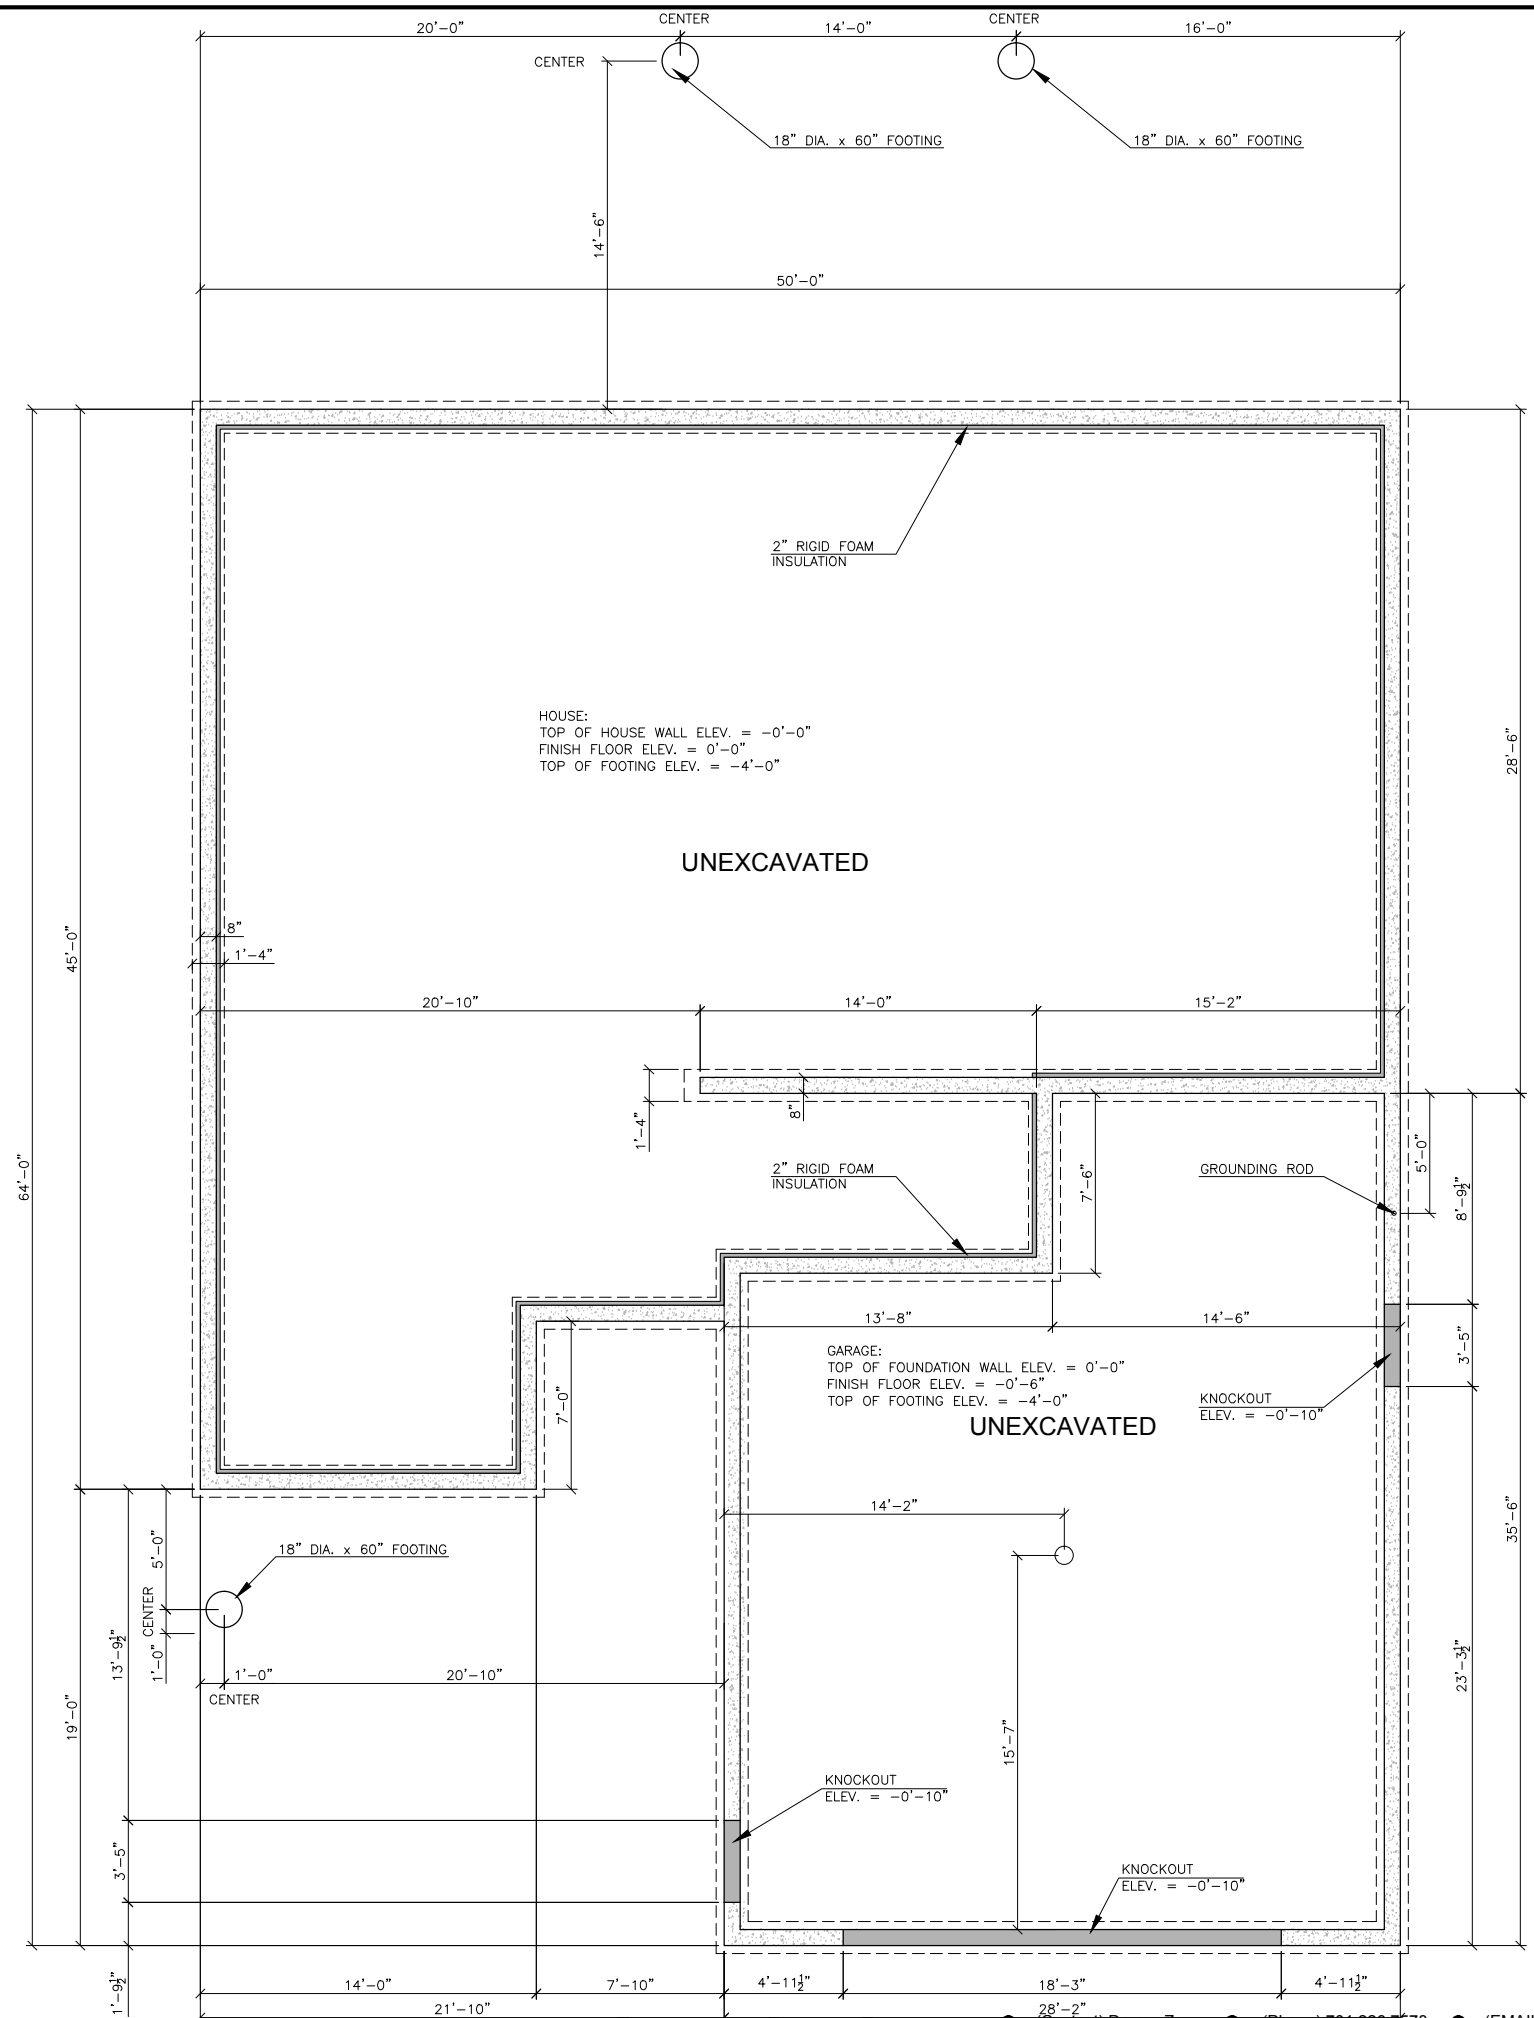 CENTER
CENTER
20'-0"
14'-0"
16'-0"
CENTER
18" DIA. x 60" FOOTING
18" DIA. x 60" FOOTING
14'-6"
50'-0"
2" RIGID FOAM
INSULATION
HOUSE:
TOP OF HOUSE WALL ELEV. = -0'-0"
FINISH FLOOR ELEV. = 0'-0"
TOP OF FOOTING ELEV. = -4'-0"
28'-6"
UNEXCAVATED
8"
45'-0"
1'-4"
20'-10"
14'-0"
15'-2"
8"
1'-4"
64'-0"
2" RIGID FOAM
INSULATION
7'-6"
GROUNDING ROD
5'-0"
8'-9½"
13'-8"
14'-6"
3'-5"
GARAGE:
TOP OF FOUNDATION WALL ELEV. = 0'-0"
FINISH FLOOR ELEV. = -0'-6"
TOP OF FOOTING ELEV. = -4'-0"
7'-0"
KNOCKOUT
ELEV. = -0'-10"
UNEXCAVATED
14'-2"
35'-6"
18" DIA. x 60" FOOTING
5'-0"
CENTER
1'-0"
13'-9½"
1'-0"
20'-10"
CENTER
23'-3½"
19'-0"
15'-7"
KNOCKOUT
ELEV. = -0'-10"
3'-5"
KNOCKOUT
ELEV. = -0'-10"
1'-9½"
14'-0"
7'-10"
4'-11½"
18'-3"
4'-11½"
21'-10"
28'-2"